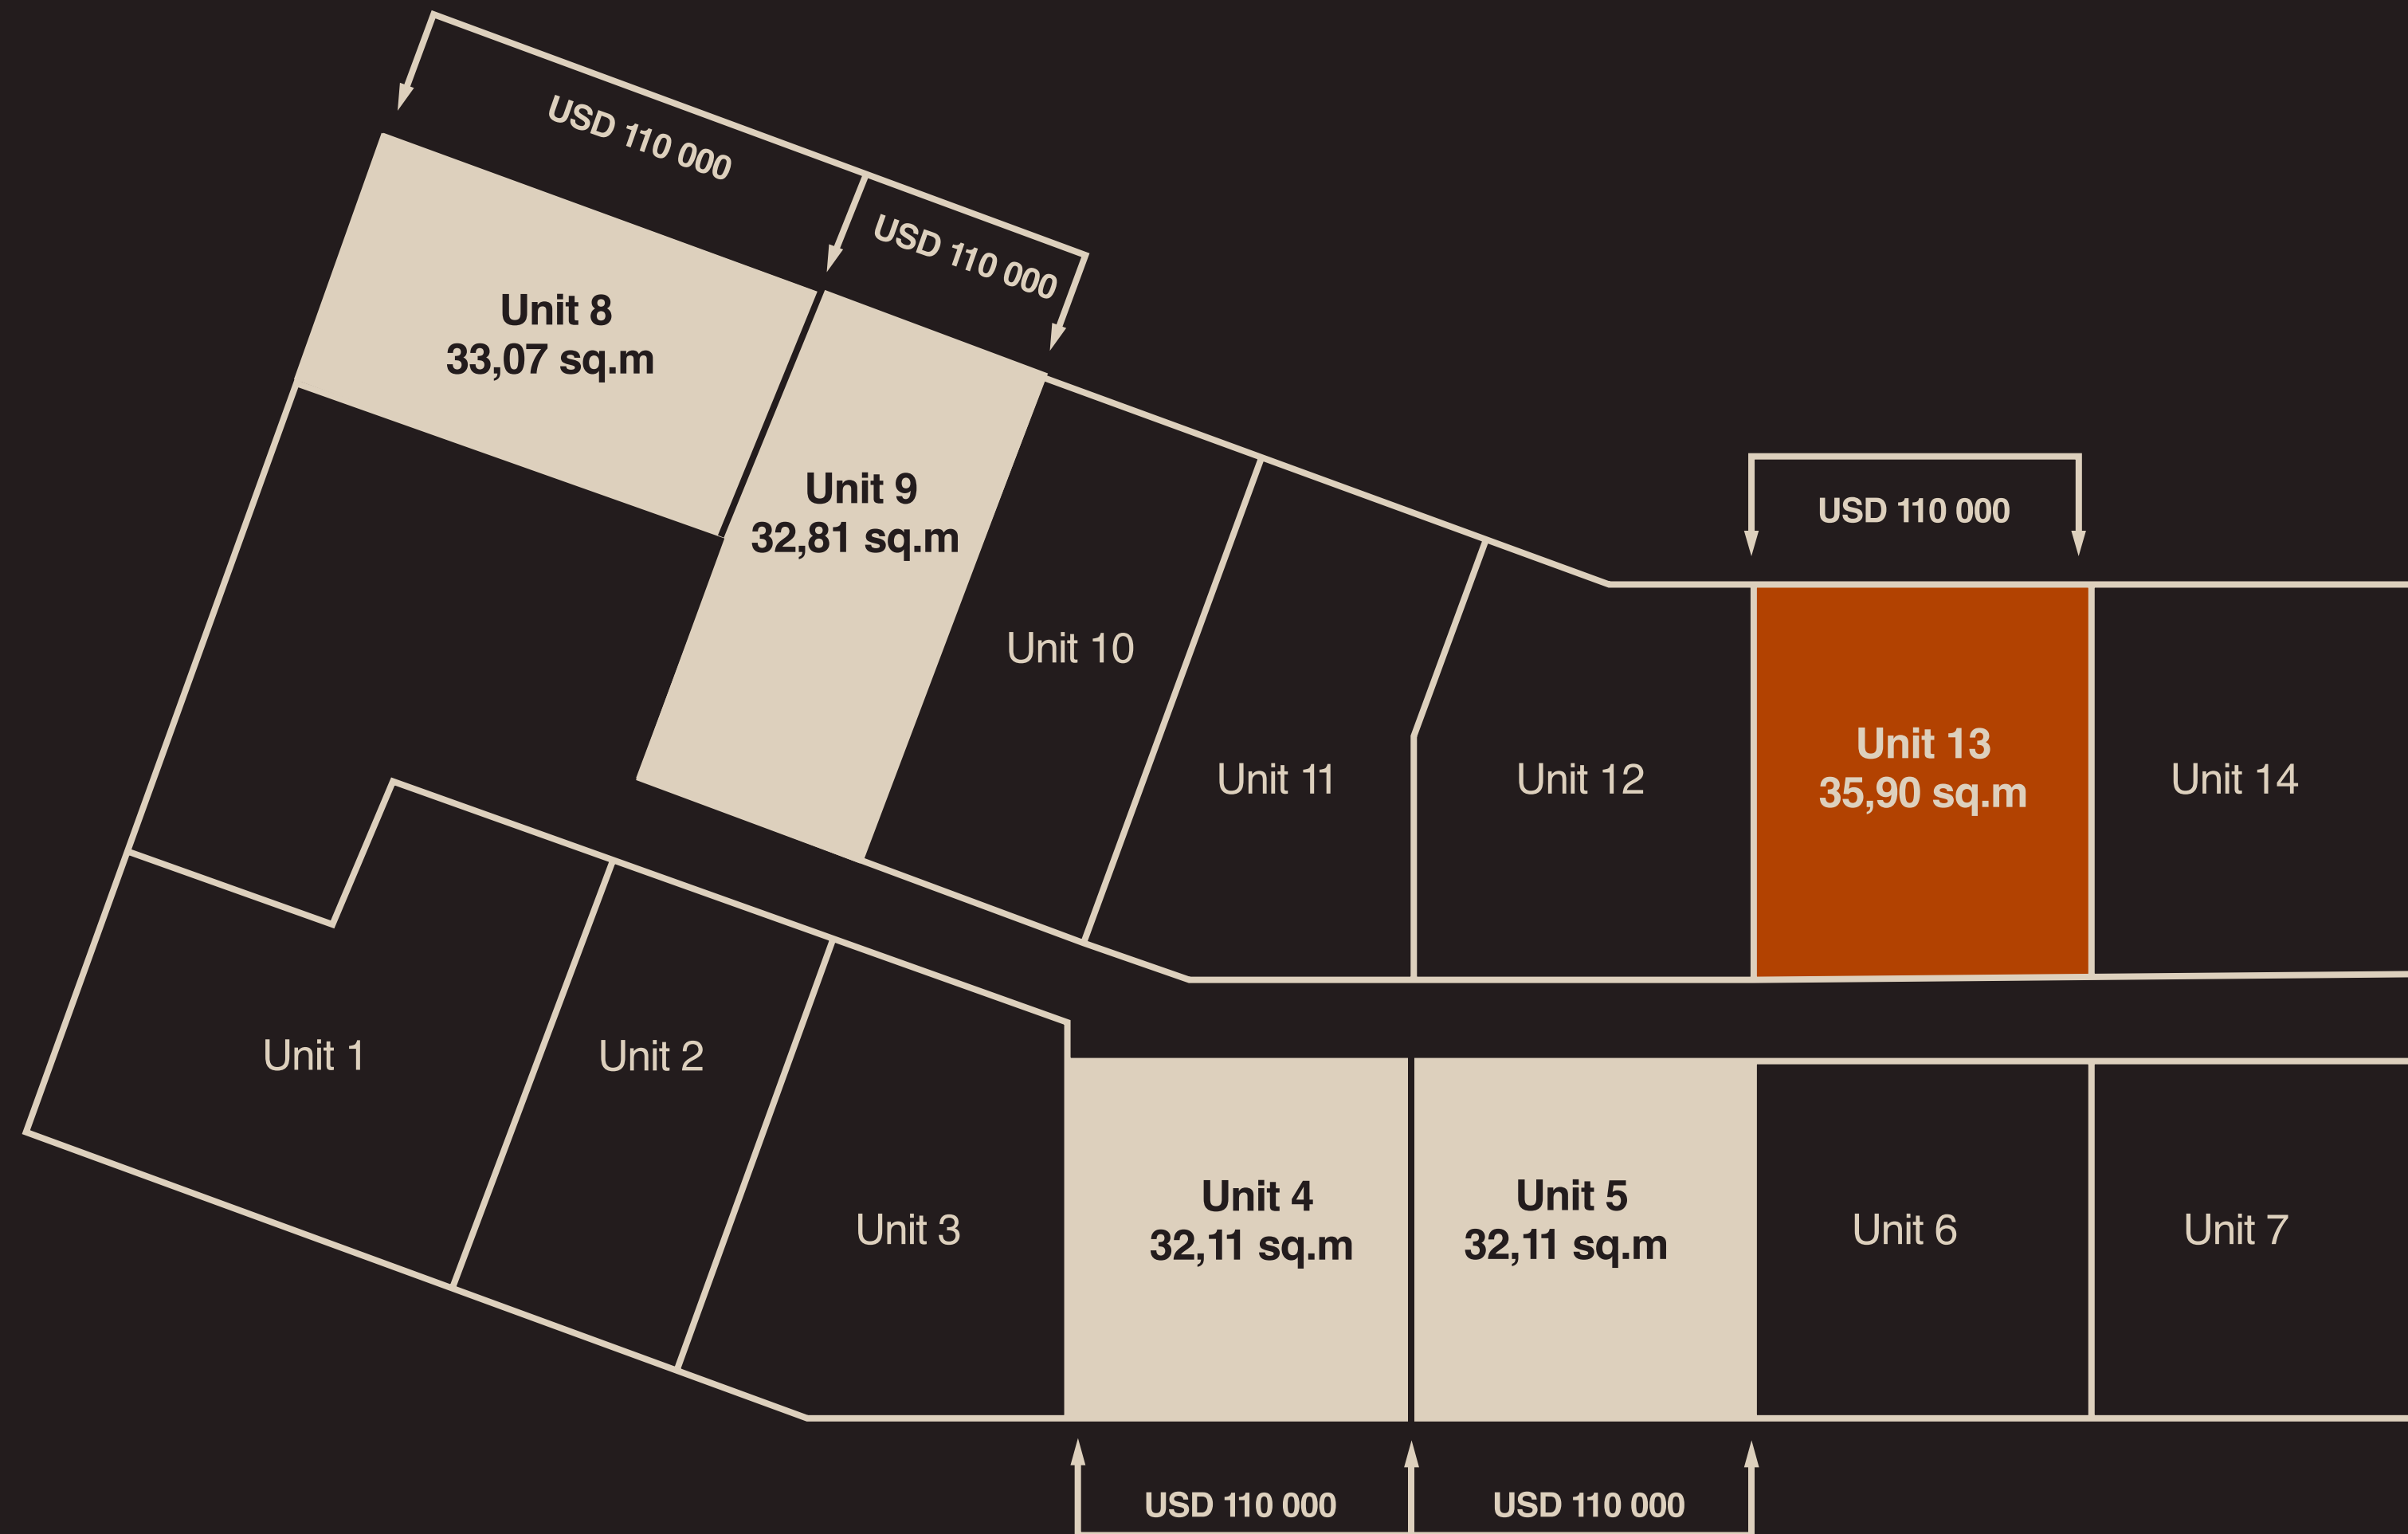 USD 110 000
USD 110 000
Unit 8
33,07 sq.m
Unit 9
32,81 sq.m
USD 110 000
Unit 10
Unit 11
Unit 12
Unit 13
35,90 sq.m
Unit 14
Unit 1
Unit 2
Unit 3
Unit 4
32,11 sq.m
Unit 5
32,11 sq.m
Unit 6
Unit 7
USD 110 000
USD 110 000